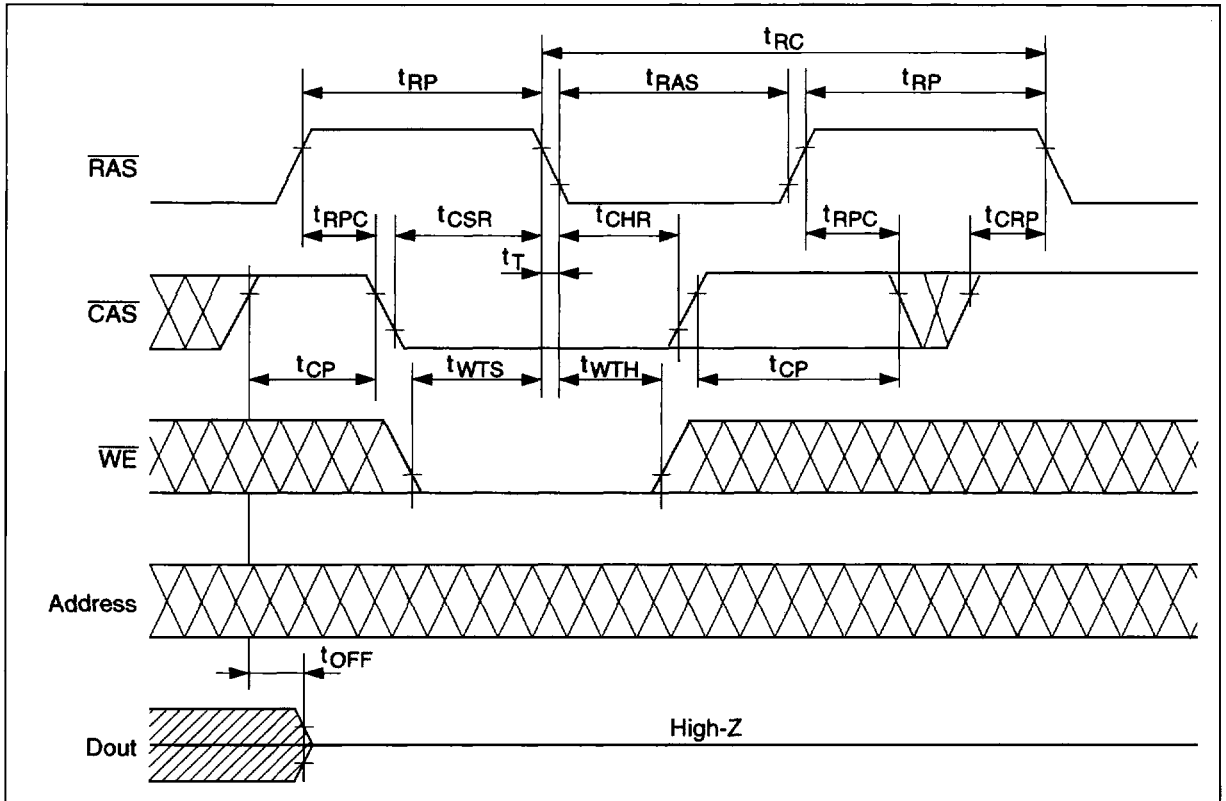 tRC
tRP tRAS tRP
RAS
tRPC tCSR tCHR tRPC tCRP
tT
CAS
tCP tWTS tWTH tCP
WE
Address
tOFF
High-Z
Dout